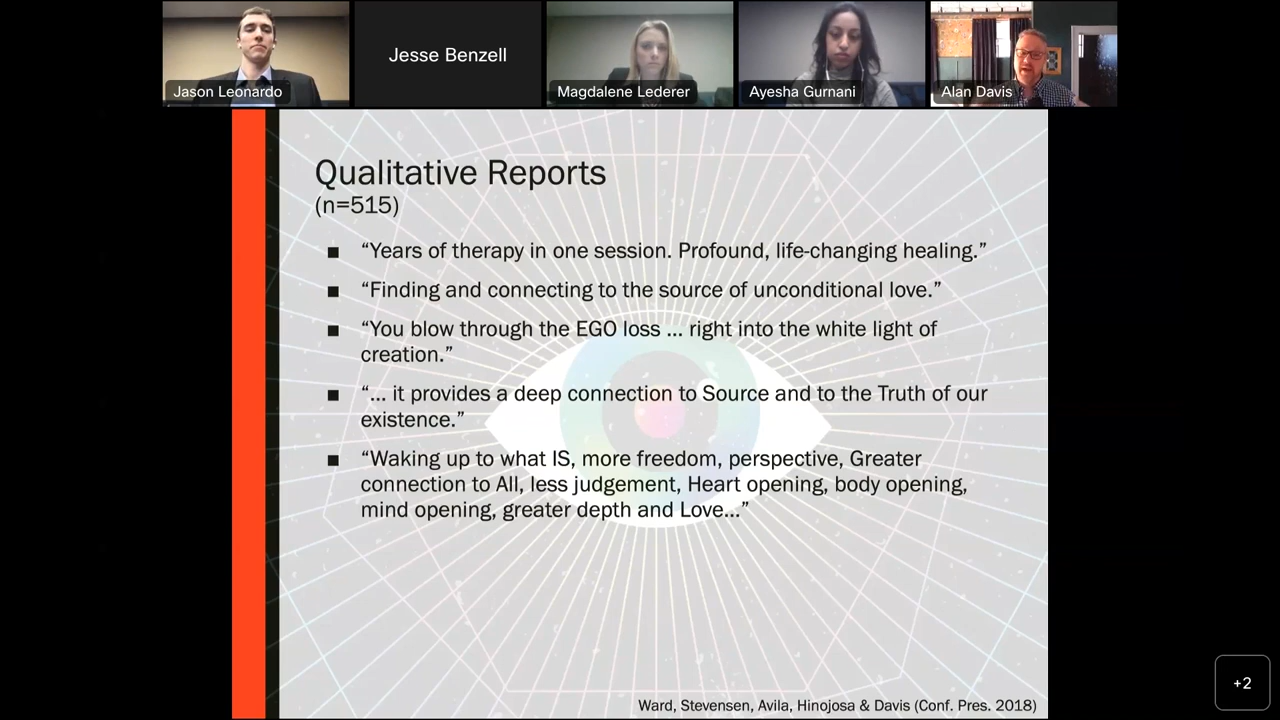 Jesse Benzell
Jason Leonardo
Magdalene Lederer
Ayesha Gurnani
Alan Davis
Qualitative Reports
(n=515)
■ “Years of therapy in one session. Profound, life-changing healing.”
■ “Finding and connecting to the source of unconditional love.”
■ “You blow through the EGO loss ... right into the white light of
creation.”
■ “... it provides a deep connection to Source and to the Truth of our
existence.”
■ “Waking up to what IS, more freedom, perspective, Greater
connection to All, less judgement, Heart opening, body opening,
mind opening, greater depth and Love...”
Ward, Stevensen, Avila, Hinojosa & Davis (Conf. Pres. 2018)
+2